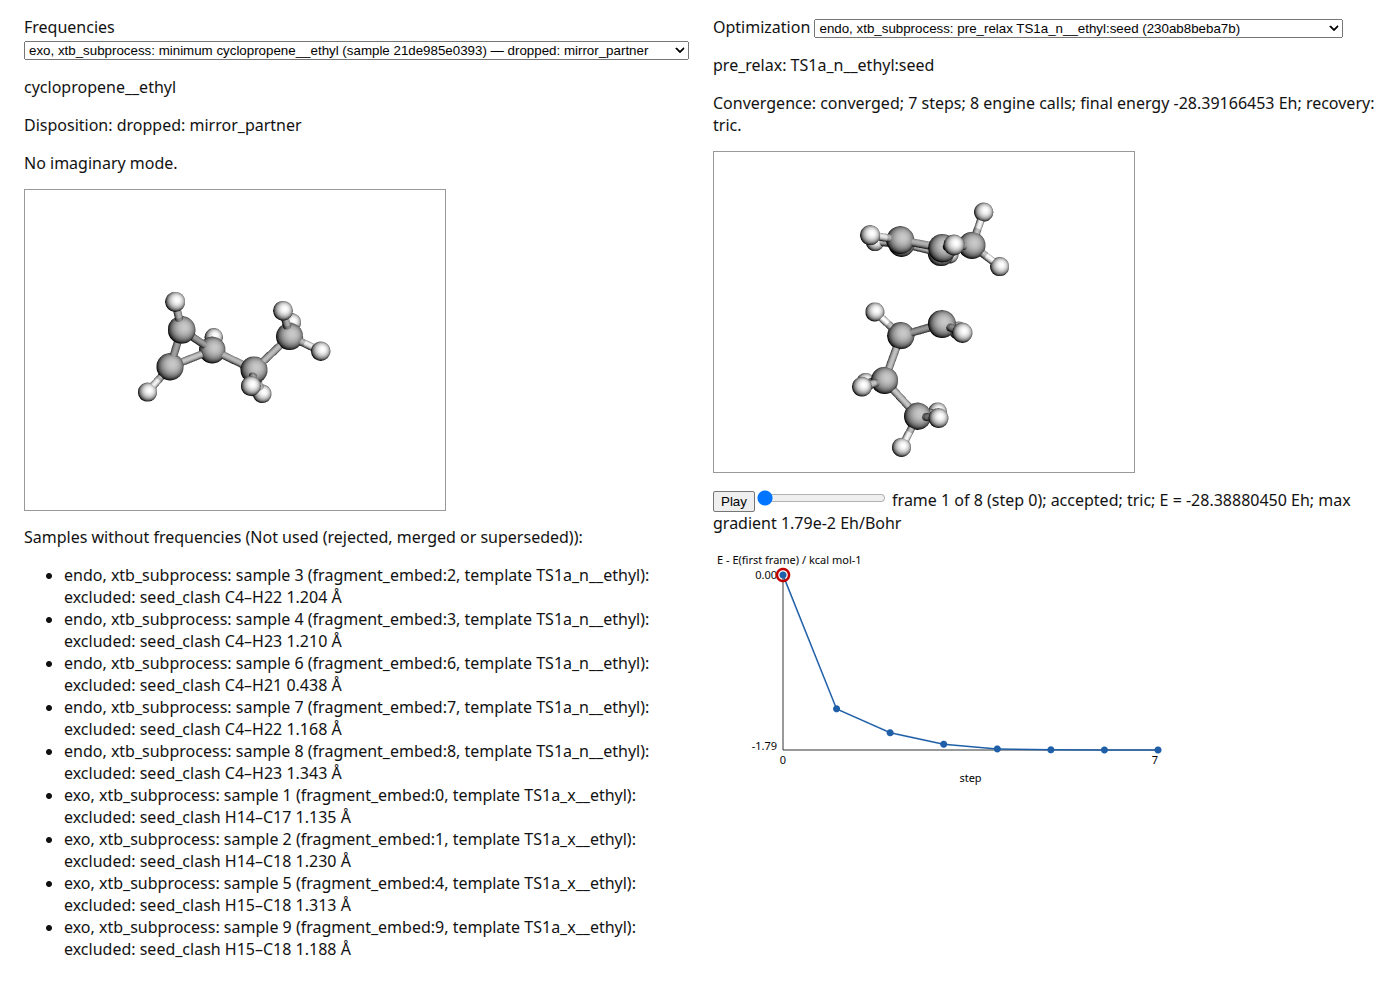 Frequencies
exo, xtb_subprocess: minimum cyclopropene__ethyl (sample 21de985e0393) — dropped: mirror_partner
cyclopropene__ethyl
Disposition: dropped: mirror_partner
No imaginary mode.
Samples without frequencies (Not used (rejected, merged or superseded)):
endo, xtb_subprocess: sample 3 (fragment_embed:2, template TS1a_n__ethyl):
excluded: seed_clash C4–H22 1.204 Å
endo, xtb_subprocess: sample 4 (fragment_embed:3, template TS1a_n__ethyl):
excluded: seed_clash C4–H23 1.210 Å
endo, xtb_subprocess: sample 6 (fragment_embed:6, template TS1a_n__ethyl):
excluded: seed_clash C4–H21 0.438 Å
endo, xtb_subprocess: sample 7 (fragment_embed:7, template TS1a_n__ethyl):
excluded: seed_clash C4–H22 1.168 Å
endo, xtb_subprocess: sample 8 (fragment_embed:8, template TS1a_n__ethyl):
excluded: seed_clash C4–H23 1.343 Å
exo, xtb_subprocess: sample 1 (fragment_embed:0, template TS1a_x__ethyl):
excluded: seed_clash H14–C17 1.135 Å
exo, xtb_subprocess: sample 2 (fragment_embed:1, template TS1a_x__ethyl):
excluded: seed_clash H14–C18 1.230 Å
exo, xtb_subprocess: sample 5 (fragment_embed:4, template TS1a_x__ethyl):
excluded: seed_clash H15–C18 1.313 Å
exo, xtb_subprocess: sample 9 (fragment_embed:9, template TS1a_x__ethyl):
excluded: seed_clash H15–C18 1.188 Å
Optimization endo, xtb_subprocess: pre_relax TS1a_n__ethyl:seed (230ab8beba7b)
pre_relax: TS1a_n__ethyl:seed
Convergence: converged; 7 steps; 8 engine calls; final energy -28.39166453 Eh; recovery:
tric.
Play frame 1 of 8 (step 0); accepted; tric; E = -28.38880450 Eh; max
gradient 1.79e-2 Eh/Bohr
E - E(first frame) / kcal mol-1
0.00
-1.79
0 7
step